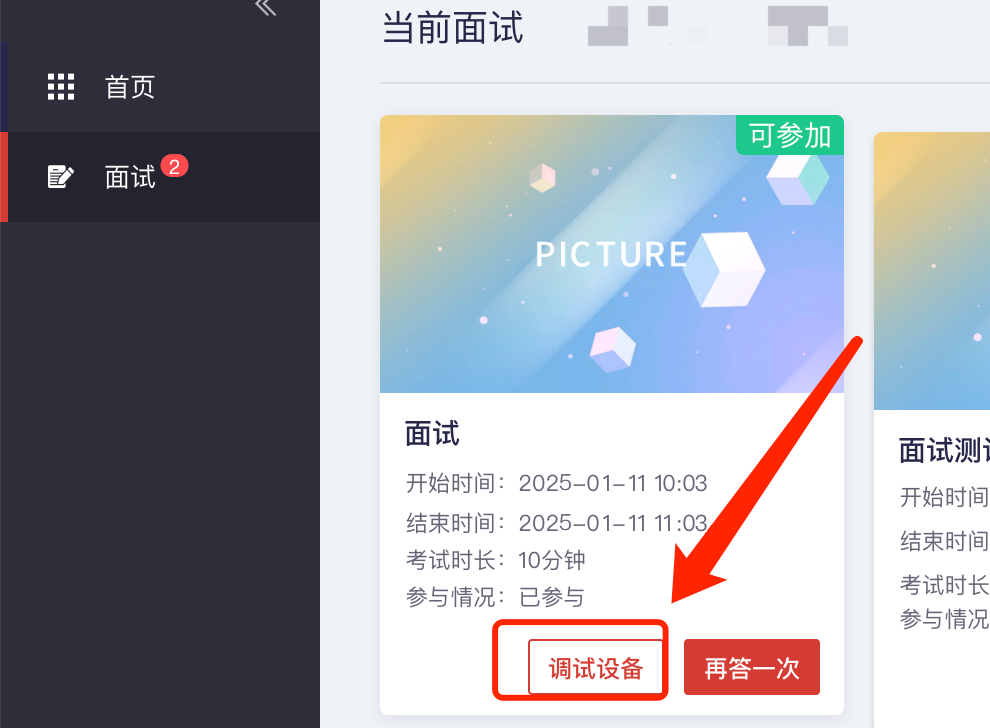 当前面试
首页
面试 2
可参加
PICTURE
面试
开始时间：2025-01-11 10:03
结束时间：2025-01-11 11:03
考试时长：10分钟
参与情况：已参与
调试设备
再答一次
面试测
开始时间
结束时间
考试时长
参与情况